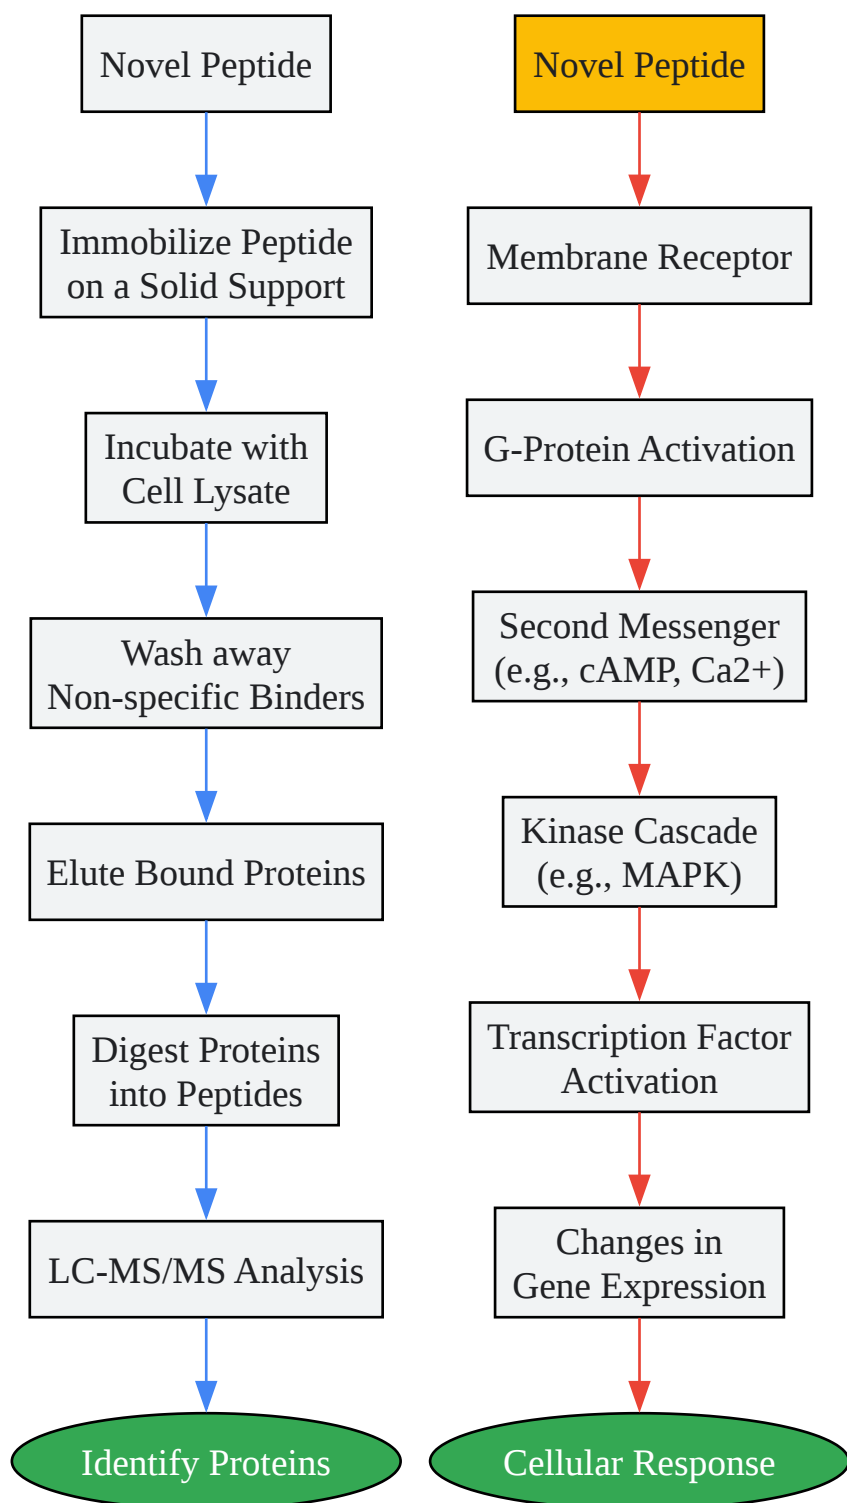 Novel Peptide
Immobilize Peptide
on a Solid Support
Incubate with
Cell Lysate
Wash away
Non-specific Binders
Elute Bound Proteins
Digest Proteins
into Peptides
LC-MS/MS Analysis
Identify Proteins
Novel Peptide
Membrane Receptor
G-Protein Activation
Second Messenger
(e.g., cAMP, Ca2+)
Kinase Cascade
(e.g., MAPK)
Transcription Factor
Activation
Changes in
Gene Expression
Cellular Response